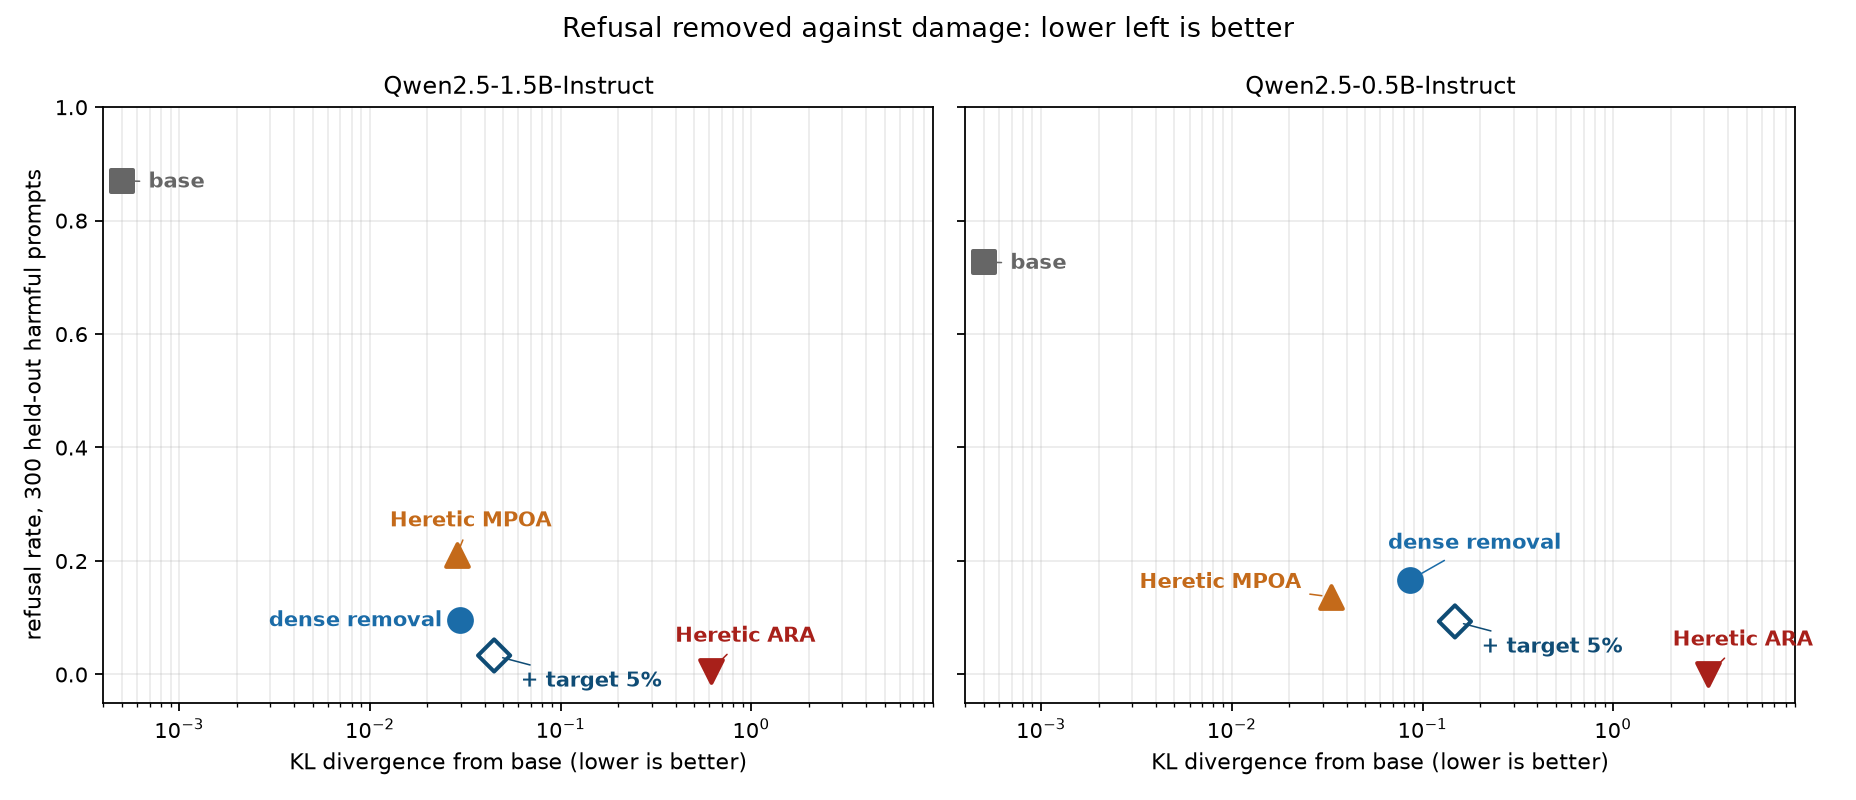 Refusal removed against damage: lower left is better
Qwen2.5-1.5B-Instruct
refusal rate, 300 held-out harmful prompts
1.0
0.8
0.6
0.4
0.2
0.0
base
Heretic MPOA
dense removal
Heretic ARA
+ target 5%
10⁻³
10⁻²
10⁻¹
10⁰
KL divergence from base (lower is better)
Qwen2.5-0.5B-Instruct
base
dense removal
Heretic MPOA
Heretic ARA
+ target 5%
10⁻³
10⁻²
10⁻¹
10⁰
KL divergence from base (lower is better)